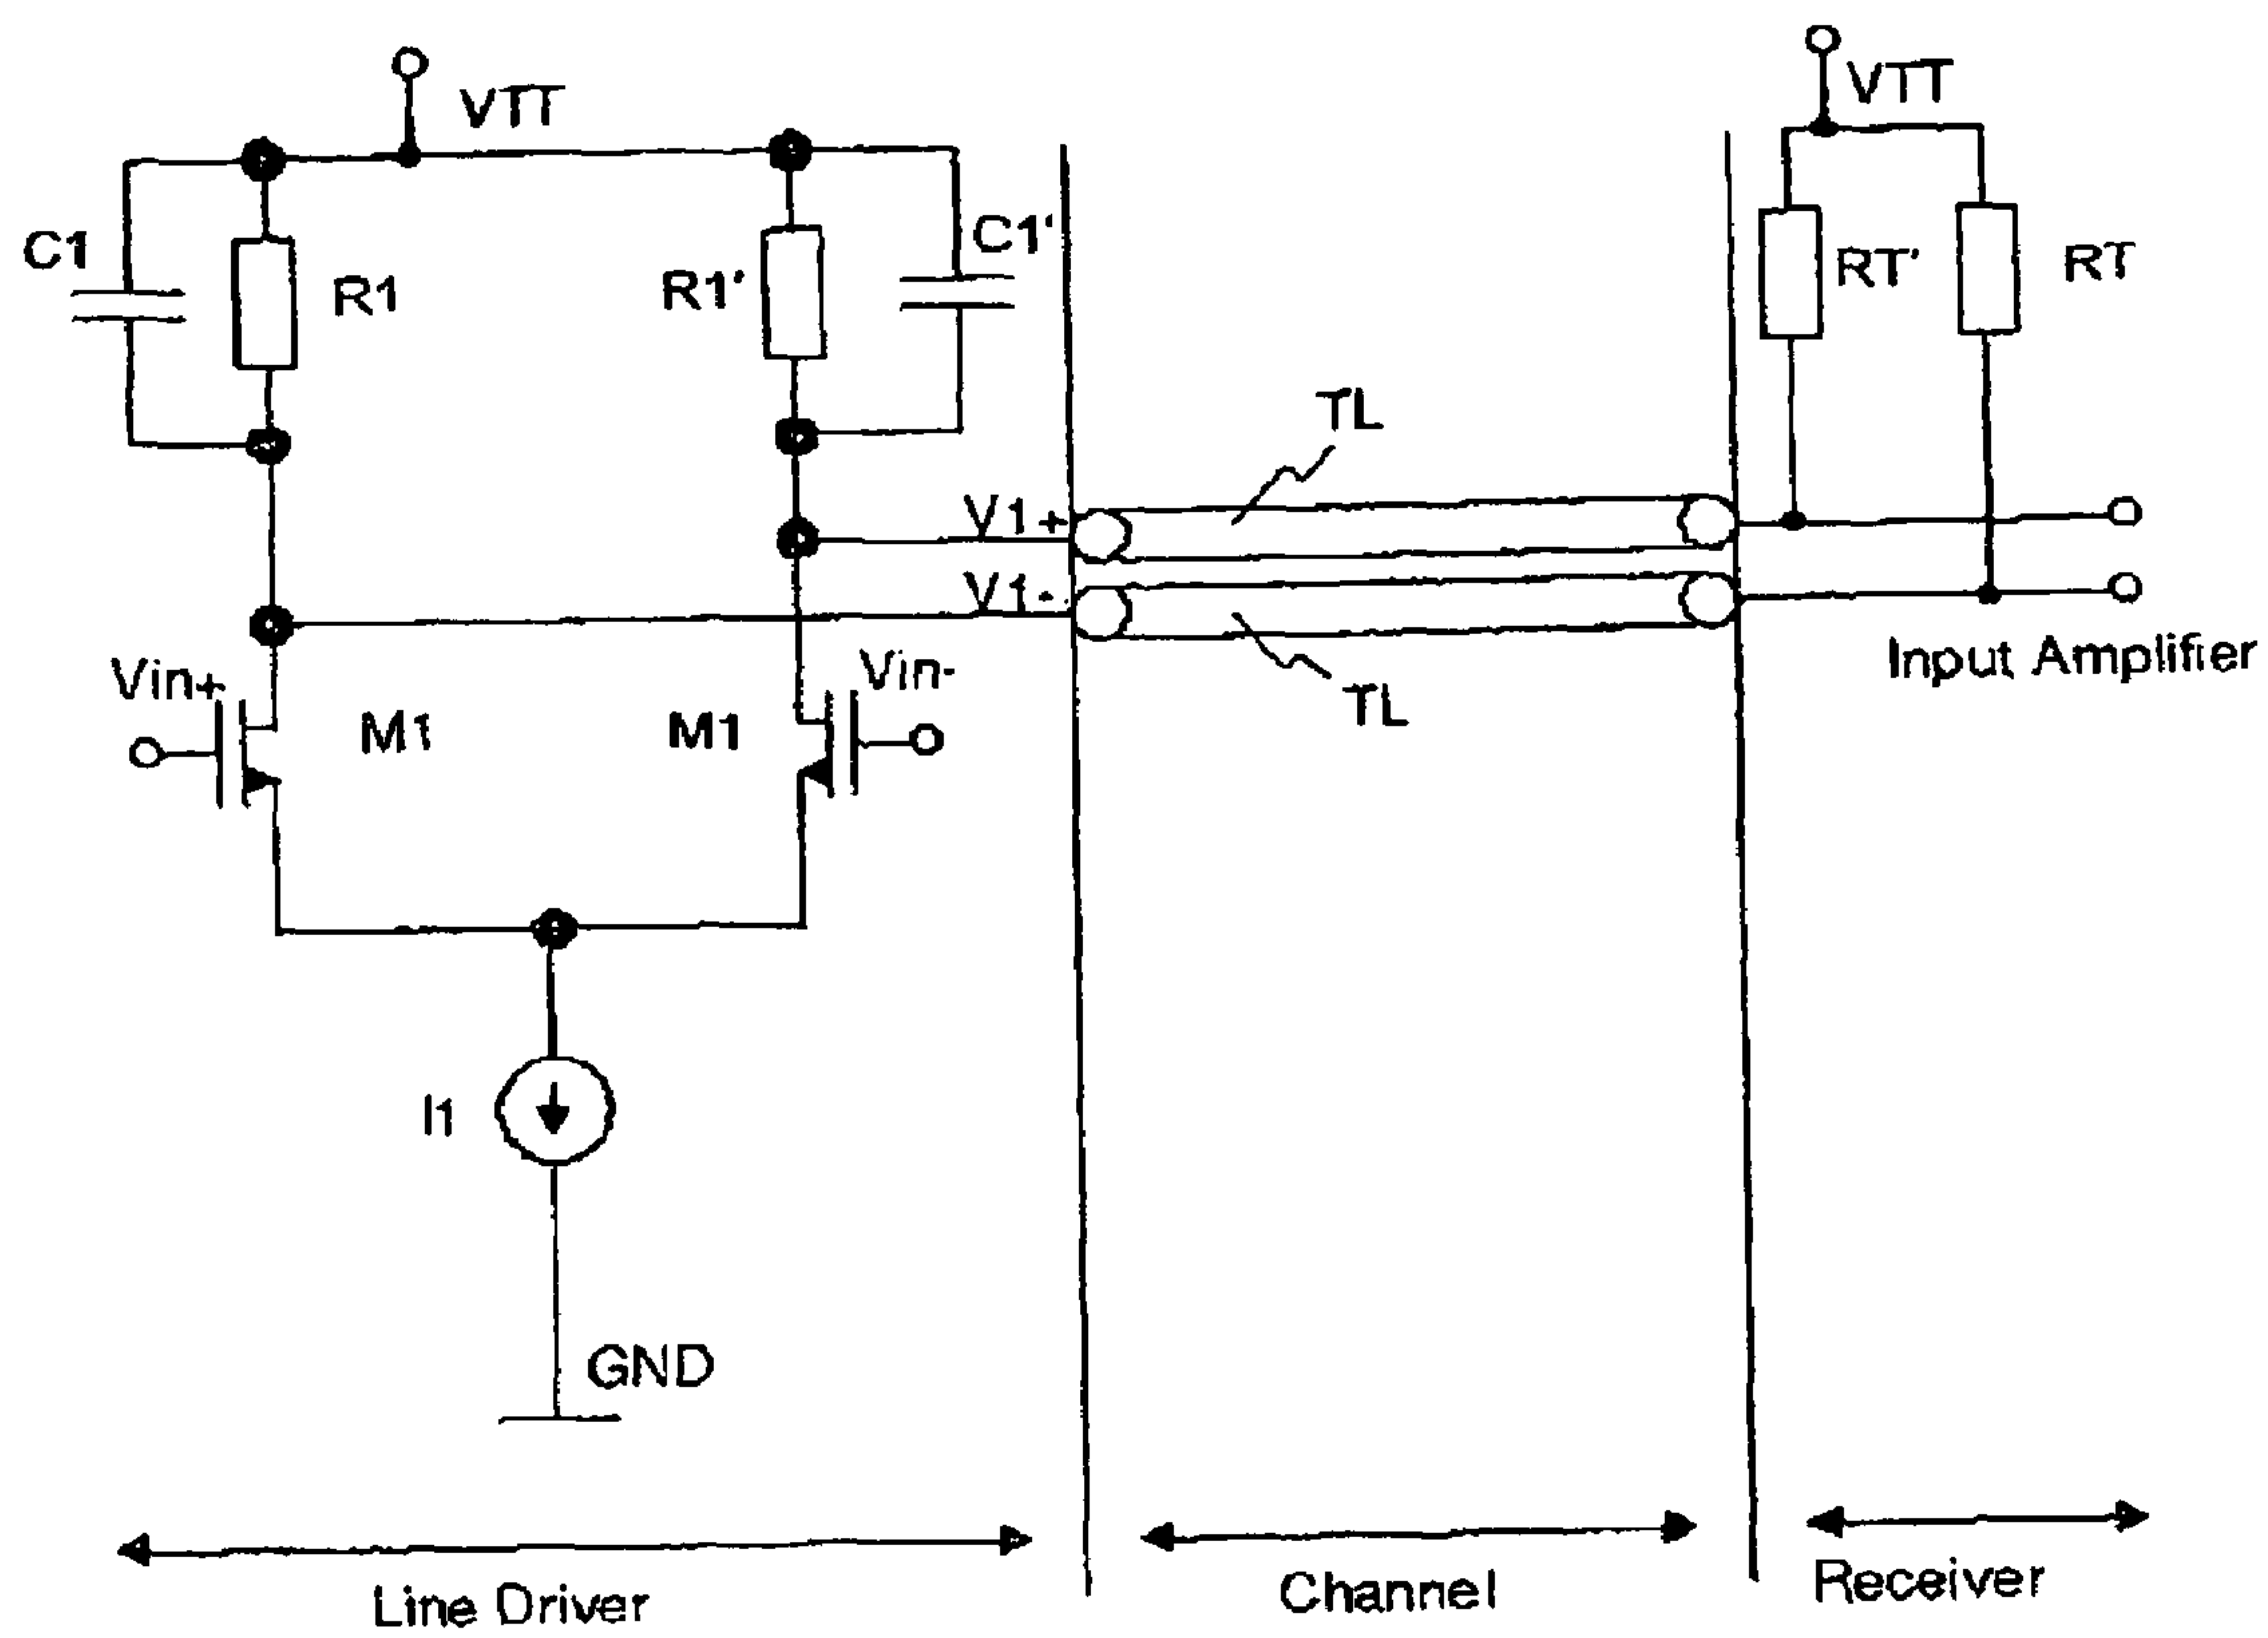 VTT
VTT
C1
R1
R1'
C1'
RT'
RT
TL
V1+
V1-
Vin+
M1
M1
Vin-
TL
Input Amplifier
I1
GND
Line Driver
Channel
Receiver